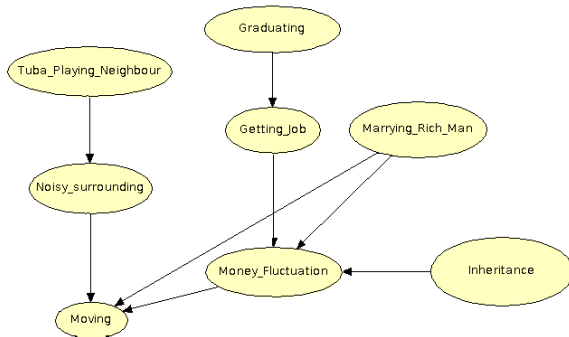 Graduating
Tuba_Playing_Neighbour
Getting_Job
Marrying_Rich_Man
Noisy_surrounding
Money_Fluctuation
Inheritance
Moving